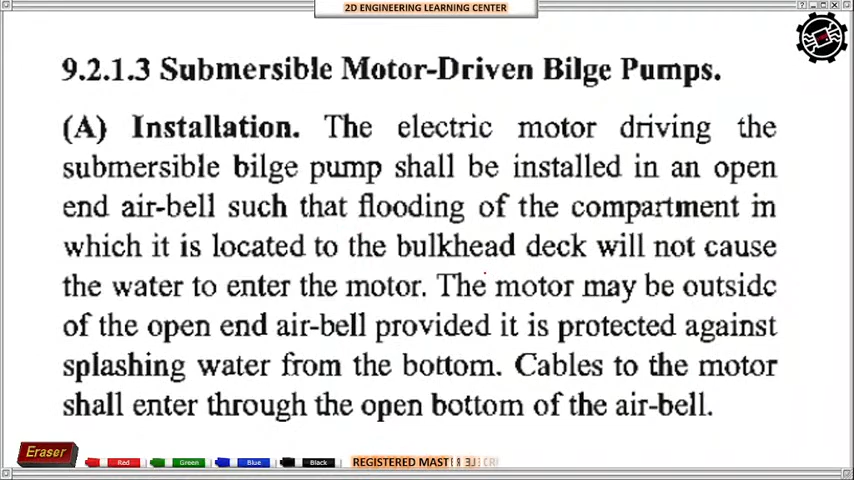 2D ENGINEERING LEARNING CENTER
9.2.1.3 Submersible Motor-Driven Bilge Pumps.
(A) Installation. The electric motor driving the
submersible bilge pump shall be installed in an open
end air-bell such that flooding of the compartment in
which it is located to the bulkhead deck will not cause
the water to enter the motor. The motor may be outside
of the open end air-bell provided it is protected against
splashing water from the bottom. Cables to the motor
shall enter through the open bottom of the air-bell.
Eraser
Red Green Blue Black
REGISTERED